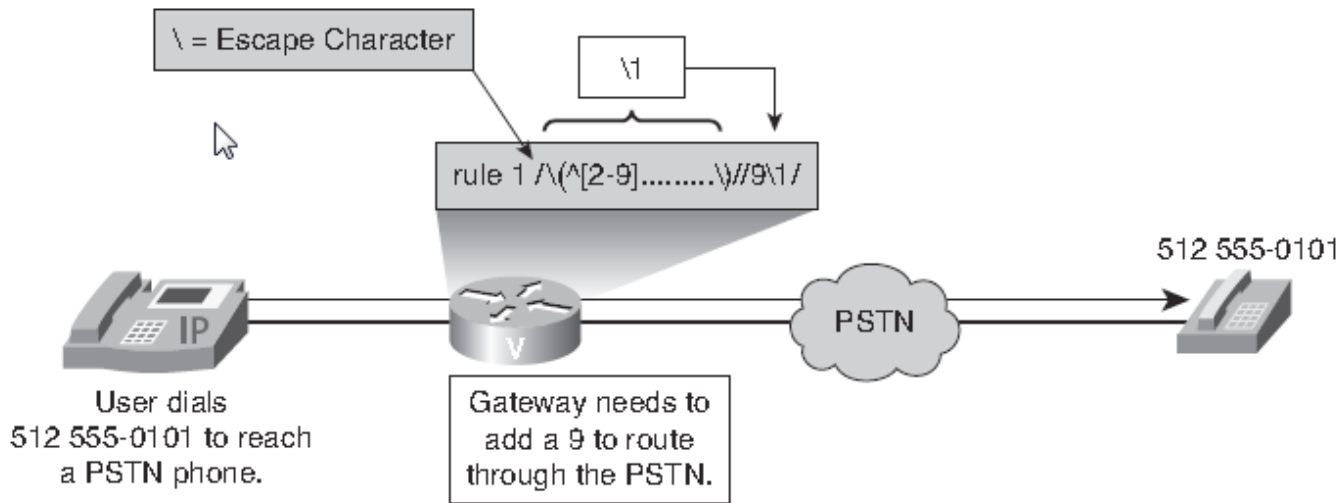 \ = Escape Character
\1
rule 1 /\(^[2-9].........\)//9\1/
512 555-0101
IP
V
PSTN
User dials
512 555-0101 to reach
a PSTN phone.
Gateway needs to
add a 9 to route
through the PSTN.